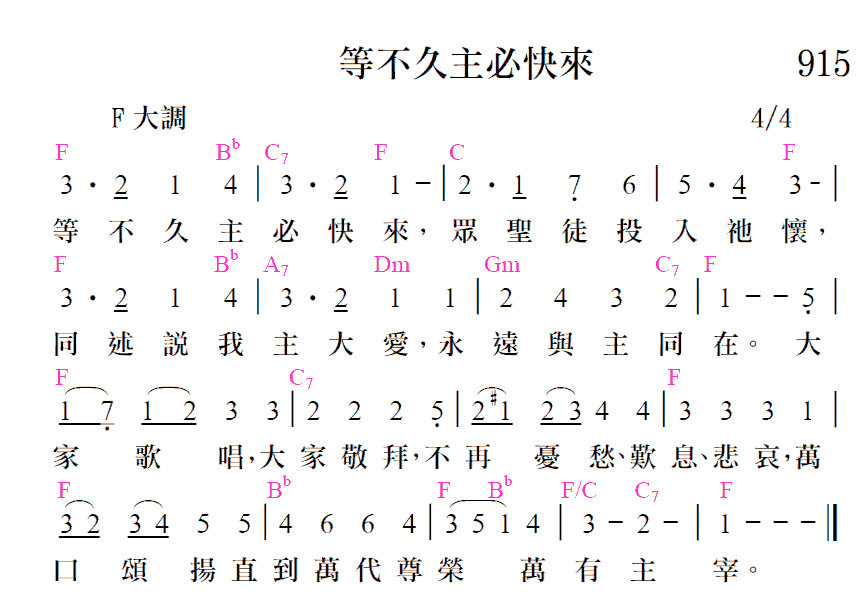 等不久主必快來 915
F 大調 4/4
F B♭ C7 F C F
3 · 2 1 4 | 3 · 2 1 – | 2 · 1 7 6 | 5 · 4 3 - |
等 不 久 主 必 快 來，眾 聖 徒 投 入 祂 懷，
F B♭ A7 Dm Gm C7 F
3 · 2 1 4 | 3 · 2 1 1 | 2 4 3 2 | 1 – – 5 |
同 述 說 我 主 大 愛，永 遠 與 主 同 在。大
F C7 F
1 7 1 2 3 3 | 2 2 2 5 | 2 #1 2 3 4 4 | 3 3 3 1 |
家 歌 唱，大 家 敬 拜，不 再 憂 愁、歎 息、悲 哀，萬
F B♭ F B♭ F/C C7 F
3 2 3 4 5 5 | 4 6 6 4 | 3 5 1 4 | 3 – 2 – | 1 – – – ||
口 頌 揚 直 到 萬 代 尊 榮 萬 有 主 宰。